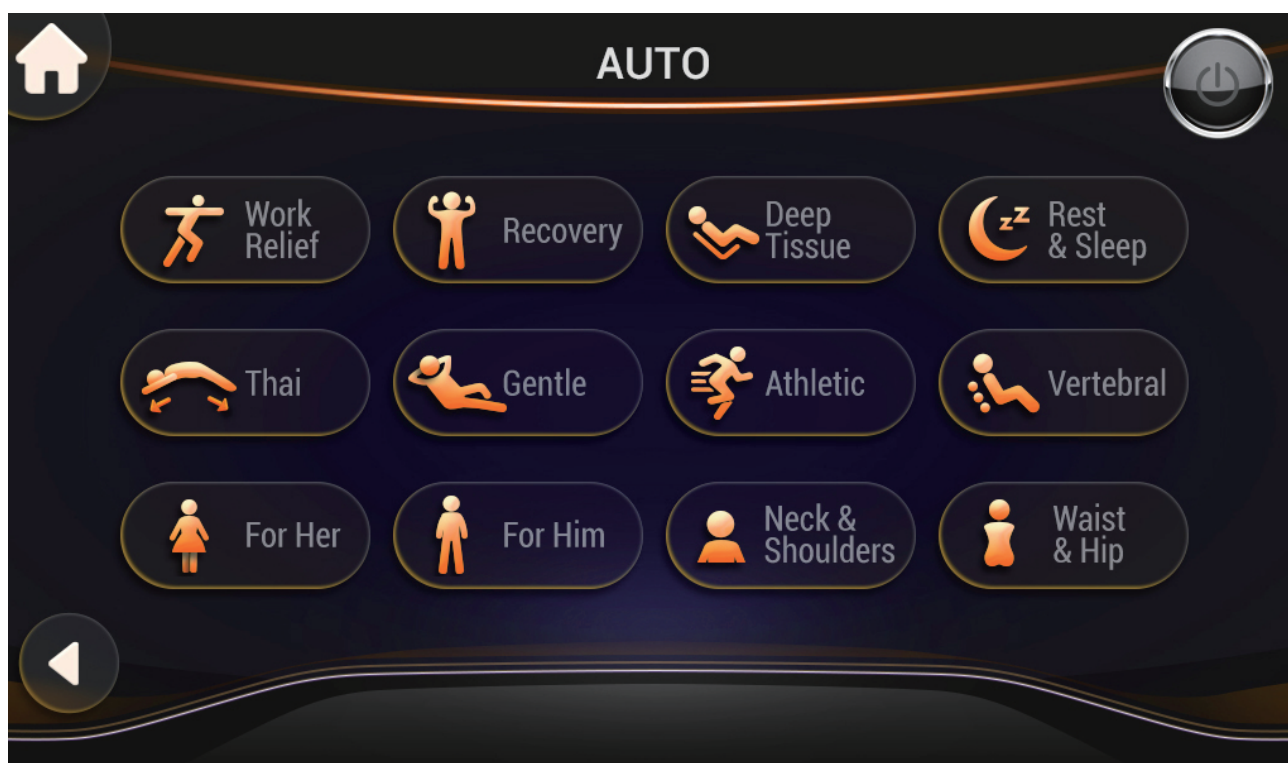 AUTO
Work
Relief
Recovery
Deep
Tissue
zZ Rest
& Sleep
Thai
Gentle
Athletic
Vertebral
For Her
For Him
Neck &
Shoulders
Waist
& Hip